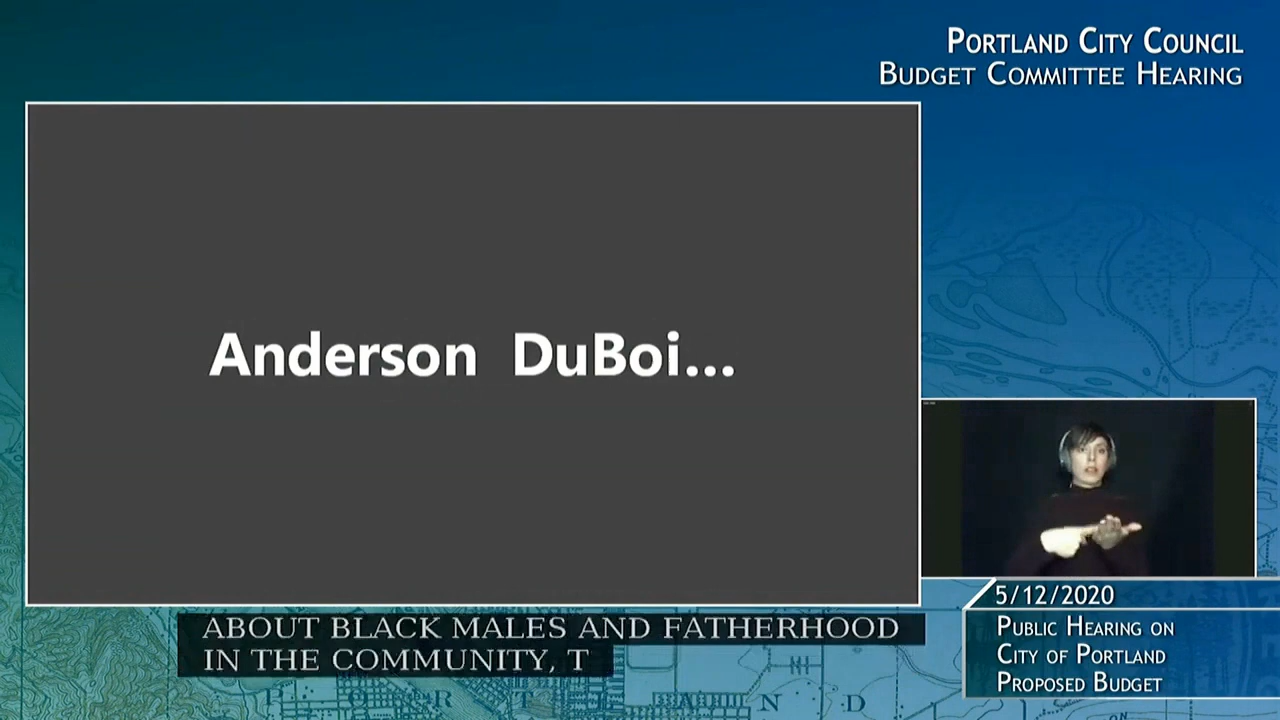 PORTLAND CITY COUNCIL
BUDGET COMMITTEE HEARING
Anderson DuBoi...
5/12/2020
PUBLIC HEARING ON
CITY OF PORTLAND
PROPOSED BUDGET
ABOUT BLACK MALES AND FATHERHOOD
IN THE COMMUNITY, T
P O R T L A N D